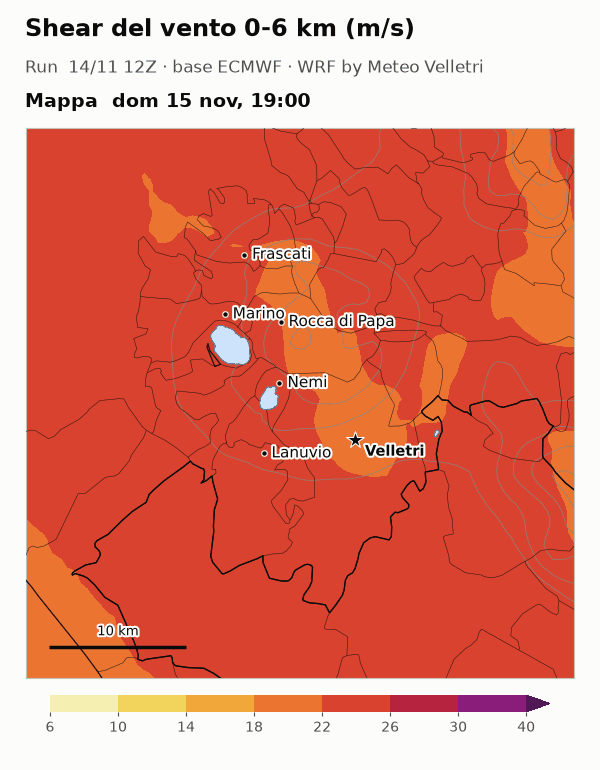 Shear del vento 0-6 km (m/s)
Run  14/11 12Z · base ECMWF · WRF by Meteo Velletri
Mappa  dom 15 nov, 19:00
Frascati
Marino
Rocca di Papa
Nemi
Velletri
Lanuvio
10 km
6 10 14 18 22 26 30 40